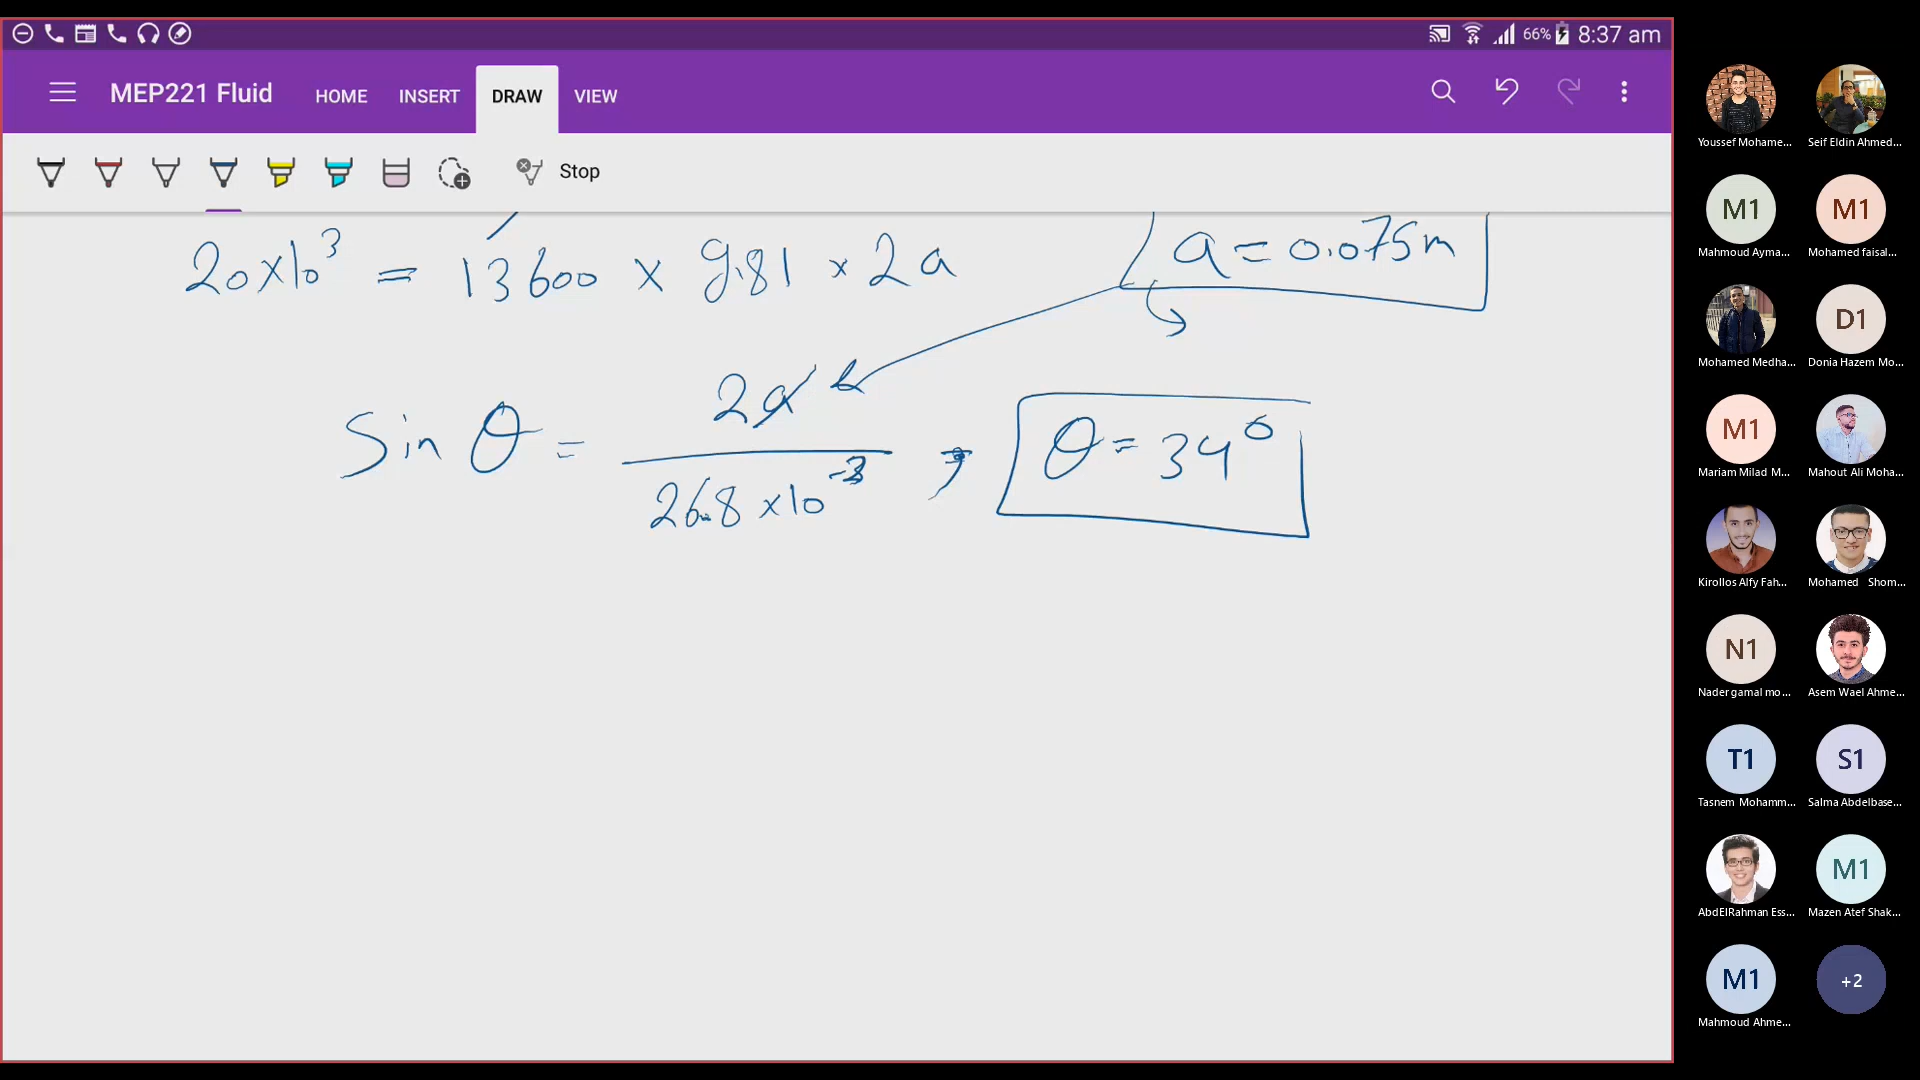 66% 8:37 am
MEP221 Fluid HOME INSERT DRAW VIEW
Stop
20x10³ = 13600 x 9.81 x 2a
a = 0.075m
Sin θ = 2a / 26.8 x10⁻² , θ = 34°
Youssef Mohame... Seif Eldin Ahmed...
M1 M1
Mahmoud Ayma... Mohamed faisal...
D1
Mohamed Medha... Donia Hazem Mo...
M1
Mariam Milad M... Mahout Ali Moha...
Kirollos Alfy Fah... Mohamed Shom...
N1
Nader gamal mo... Asem Wael Ahme...
T1 S1
Tasnem Mohamm... Salma Abdelbase...
M1
AbdElRahman Ess... Mazen Atef Shak...
M1 +2
Mahmoud Ahme...